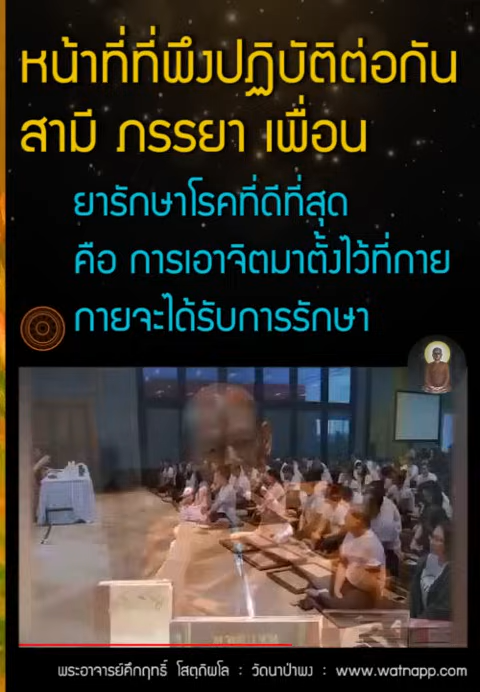 หน้าที่ที่พึงปฏิบัติต่อกัน
สามี ภรรยา เพื่อน
ยารักษาโรคที่ดีที่สุด
คือ การเอาจิตมาตั้งไว้ที่กาย
กายจะได้รับการรักษา
พระอาจารย์คึกฤทธิ์ โสตฺถิผโล : วัดนาป่าพง : www.watnapp.com